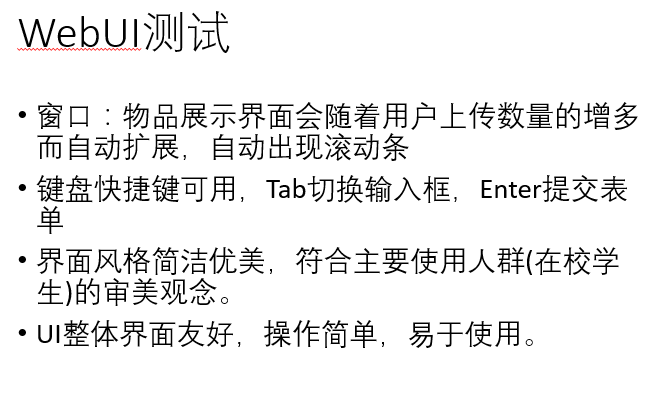 WebUI测试
• 窗口：物品展示界面会随着用户上传数量的增多
而自动扩展，自动出现滚动条
• 键盘快捷键可用，Tab切换输入框，Enter提交表
单
• 界面风格简洁优美，符合主要使用人群(在校学
生)的审美观念。
• UI整体界面友好，操作简单，易于使用。